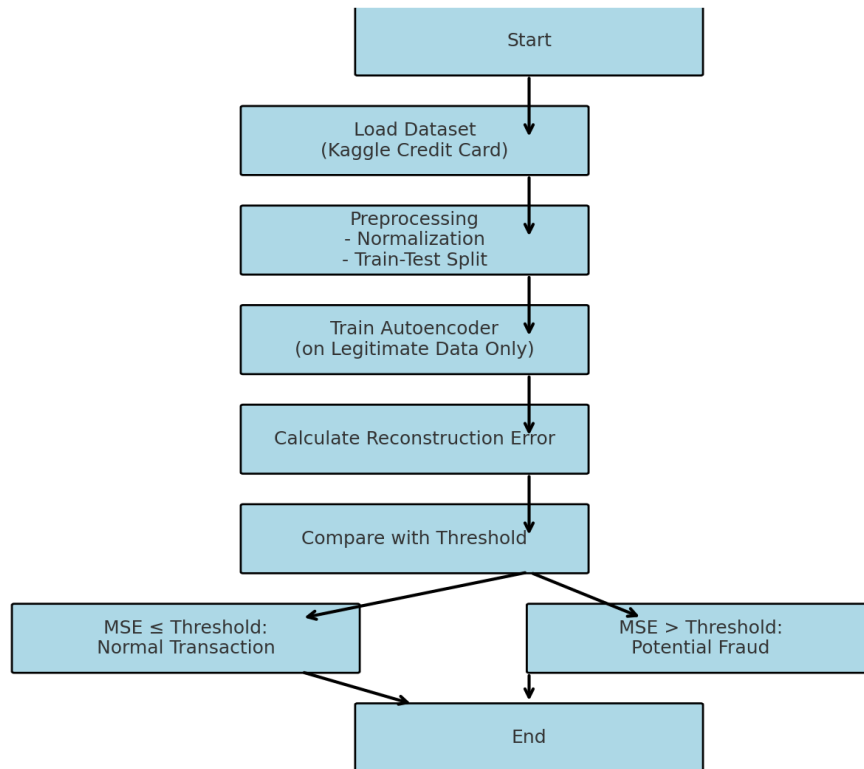 Start
Load Dataset
(Kaggle Credit Card)
Preprocessing
- Normalization
- Train-Test Split
Train Autoencoder
(on Legitimate Data Only)
Calculate Reconstruction Error
Compare with Threshold
MSE ≤ Threshold:
Normal Transaction
MSE > Threshold:
Potential Fraud
End